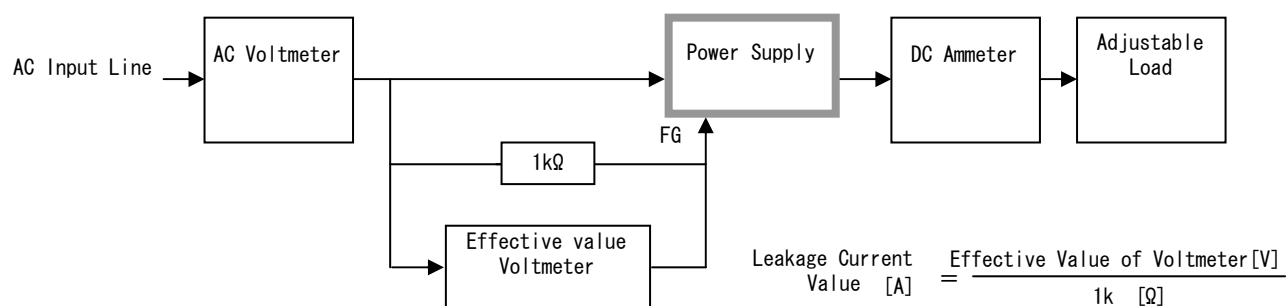 AC Input Line
AC Voltmeter
Power Supply
DC Ammeter
Adjustable
Load
FG
1kΩ
Effective value
Voltmeter
Leakage Current
Value [A]
=
Effective Value of Voltmeter[V]
1k [Ω]